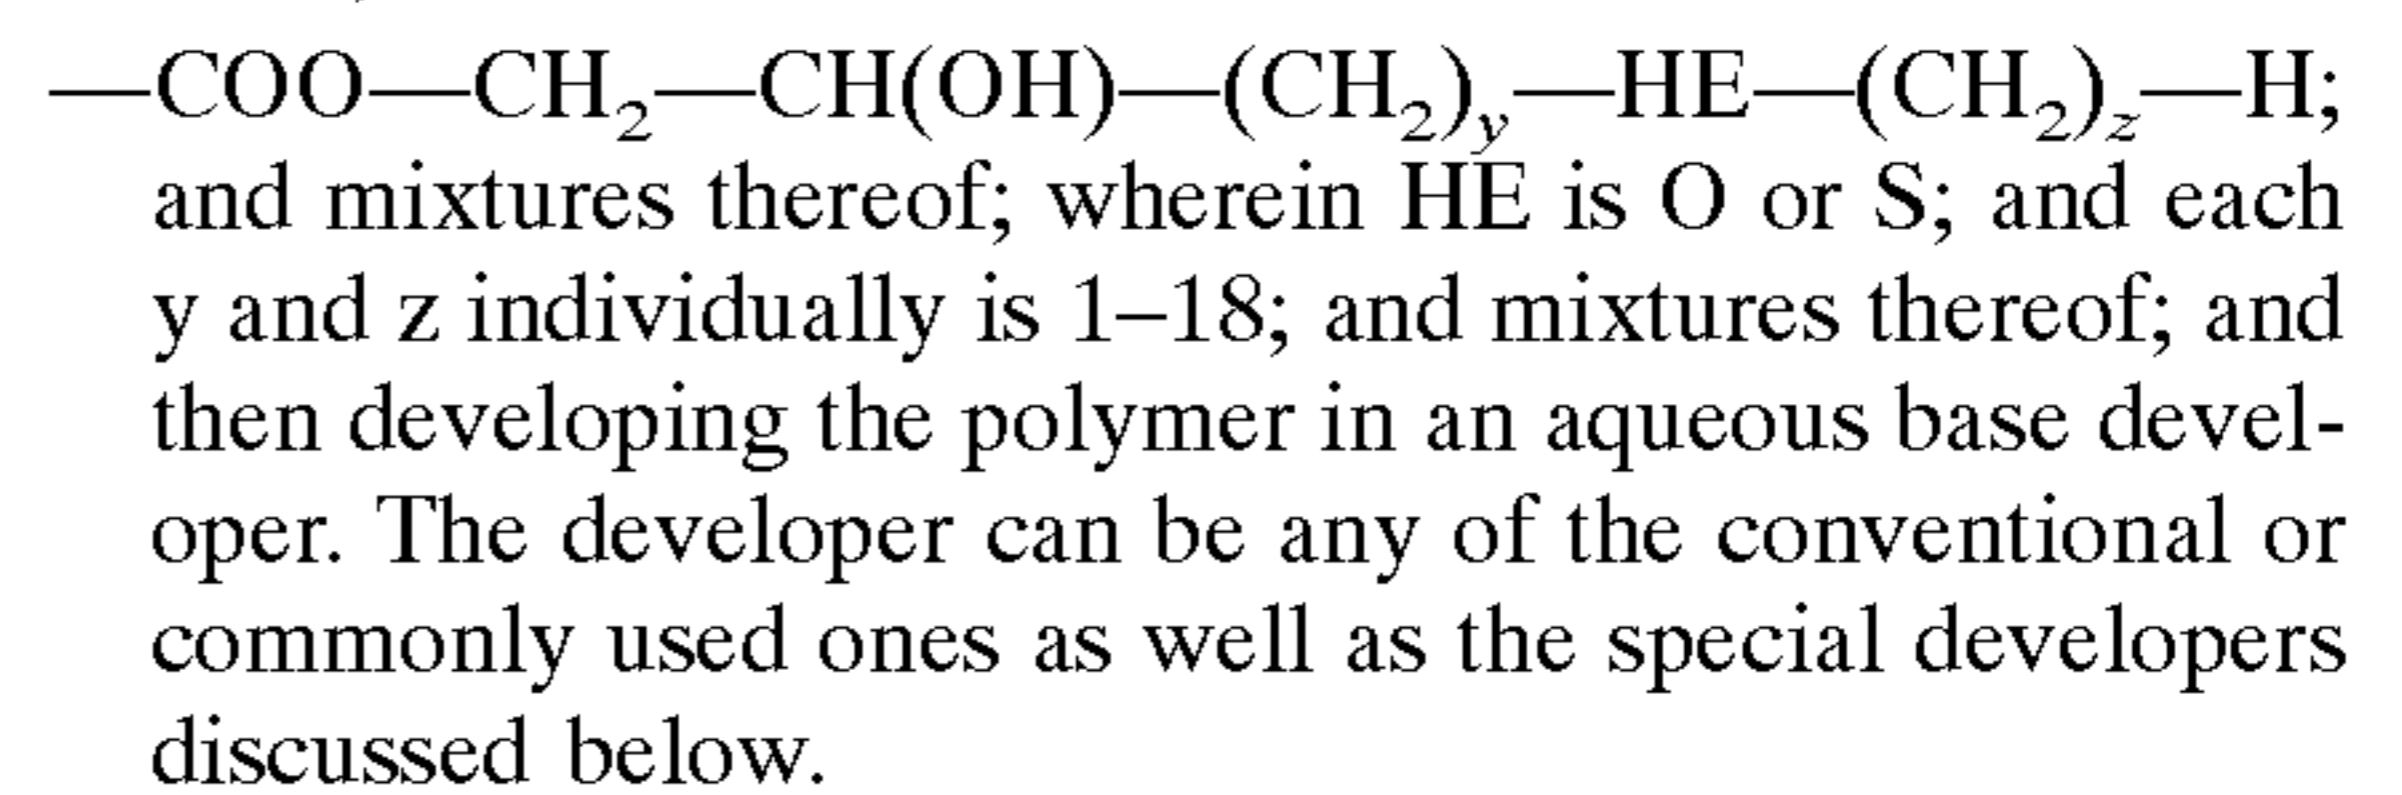 —COO—CH₂—CH(OH)—(CH₂)y—HE—(CH₂)z—H;
and mixtures thereof; wherein HE is O or S; and each
y and z individually is 1–18; and mixtures thereof; and
then developing the polymer in an aqueous base devel-
oper. The developer can be any of the conventional or
commonly used ones as well as the special developers
discussed below.